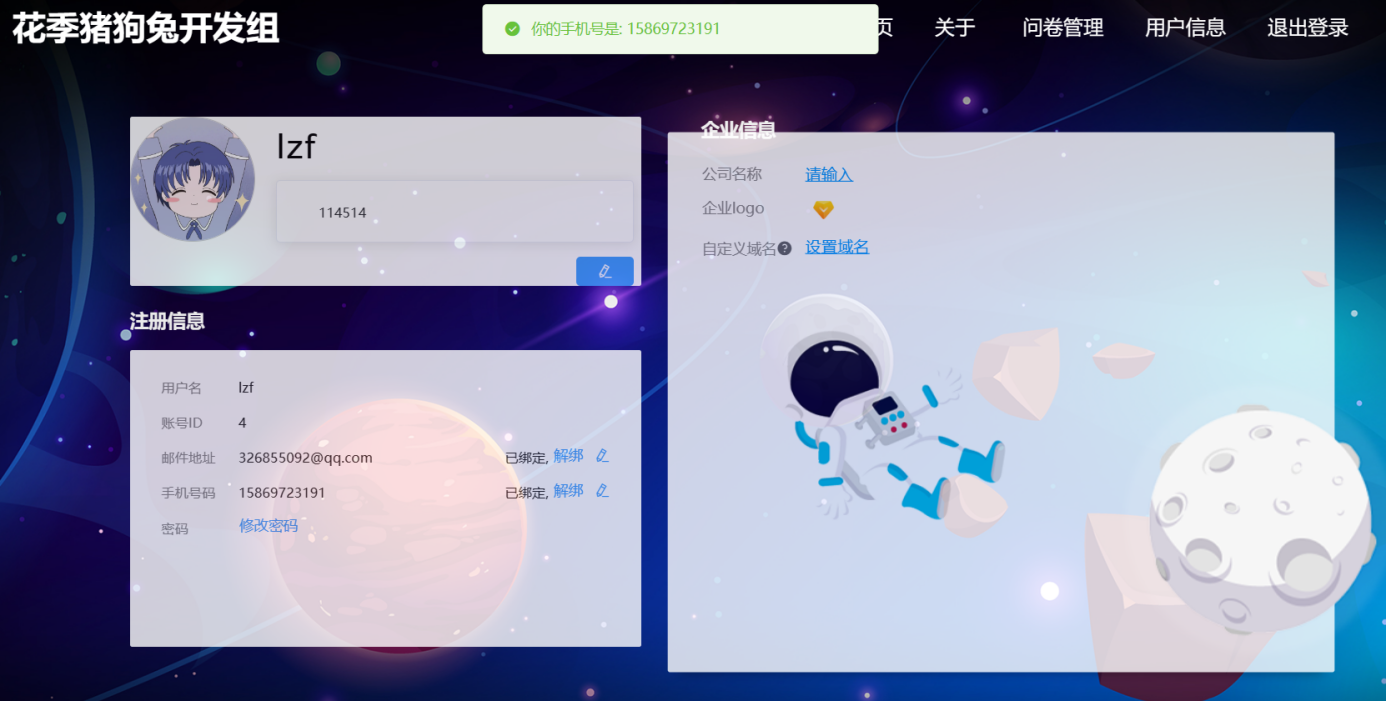 花季猪狗兔开发组
你的手机号是: 15869723191
页 关于 问卷管理 用户信息 退出登录
lzf
114514
注册信息
用户名 lzf
账号ID 4
邮件地址 326855092@qq.com 已绑定, 解绑
手机号码 15869723191 已绑定, 解绑
密码 修改密码
企业信息
公司名称 请输入
企业logo
自定义域名 设置域名